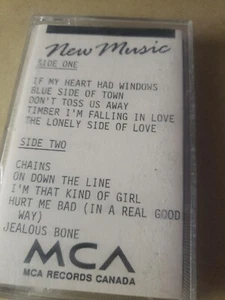 New Music
SIDE ONE
IF MY HEART HAD WINDOWS
BLUE SIDE OF TOWN
DON'T TOSS US AWAY
TIMBER I'M FALLING IN LOVE
THE LONELY SIDE OF LOVE
SIDE TWO
CHAINS
ON DOWN THE LINE
I'M THAT KIND OF GIRL
HURT ME BAD (IN A REAL GOOD
WAY)
JEALOUS BONE
MCA
MCA RECORDS CANADA